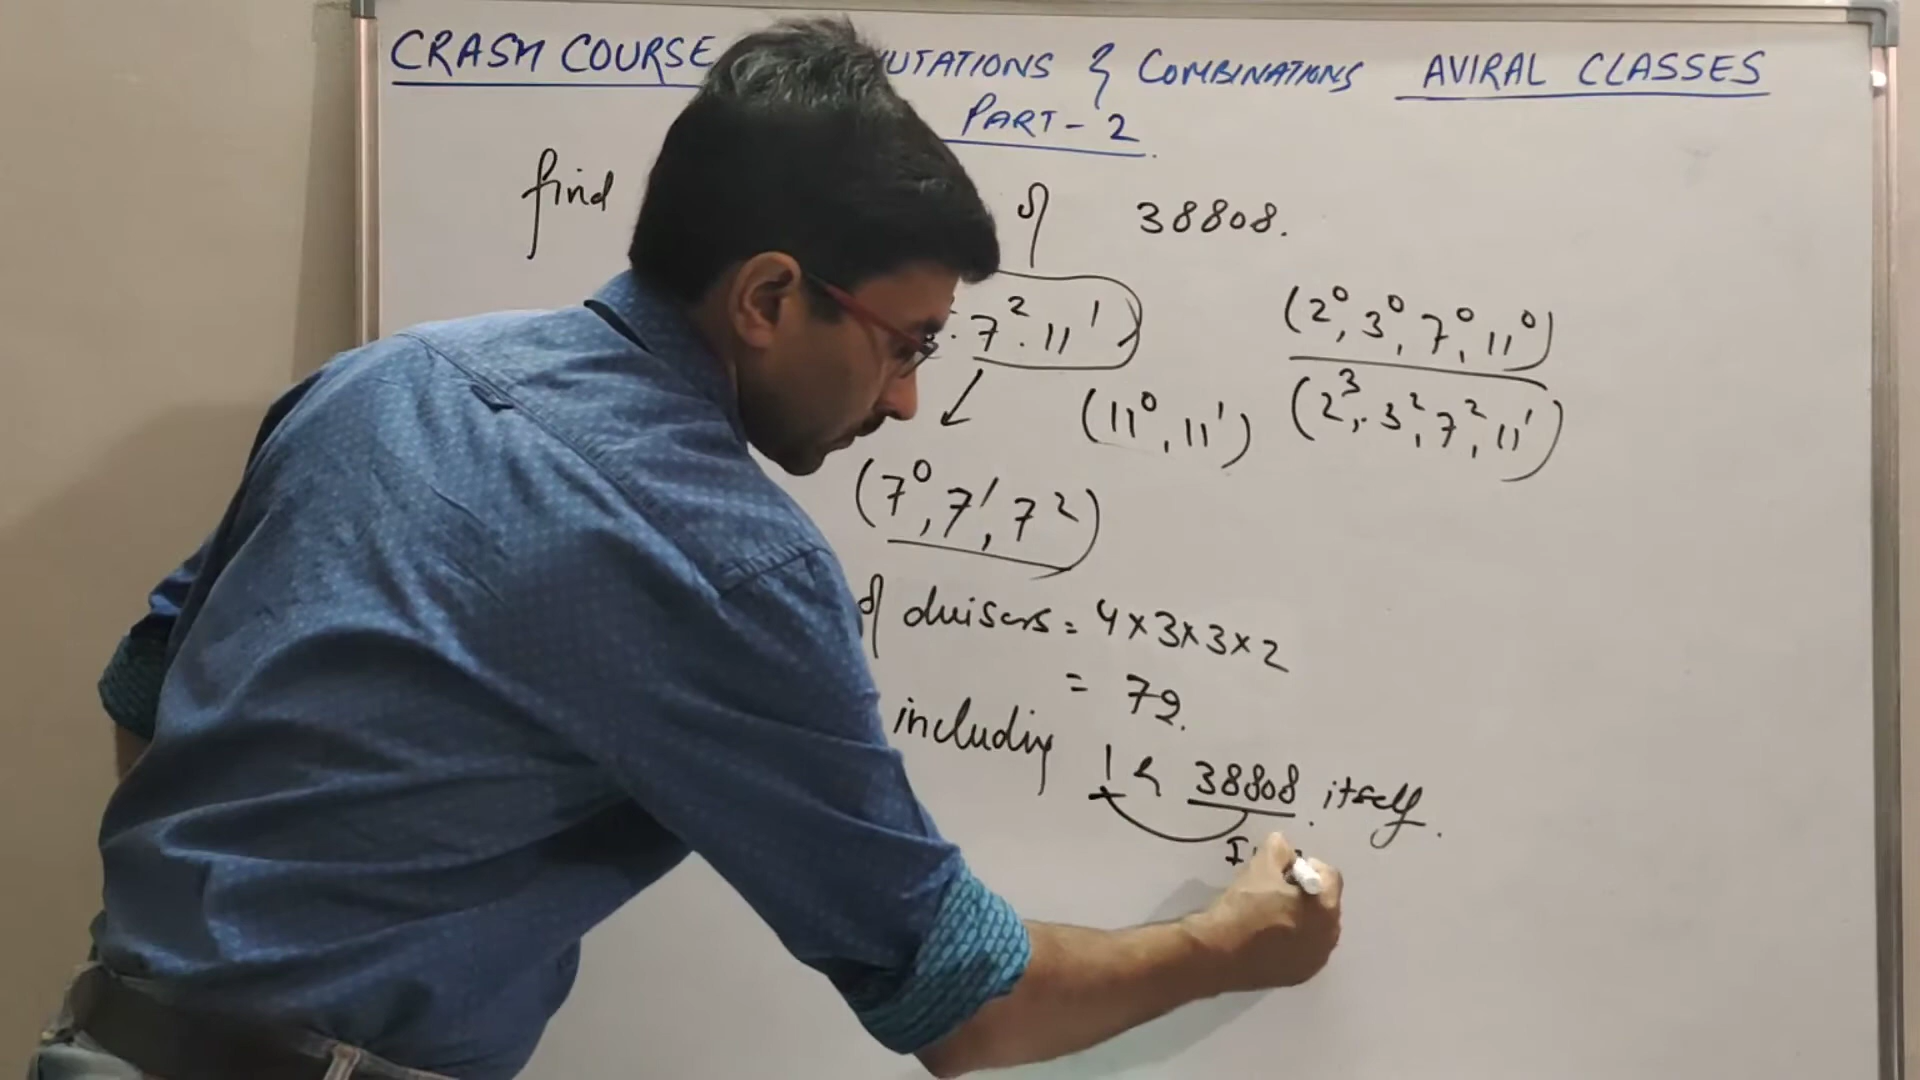 CRASH COURSE UTATIONS & COMBINATIONS AVIRAL CLASSES
PART-2
find of 38808.
. 7². 11¹ (2⁰, 3⁰, 7⁰, 11⁰)
(11⁰, 11¹) (2³, 3², 7², 11¹)
(7⁰, 7¹, 7²)
of divisors = 4×3×3×2
= 72.
including 1 & 38808 itself.